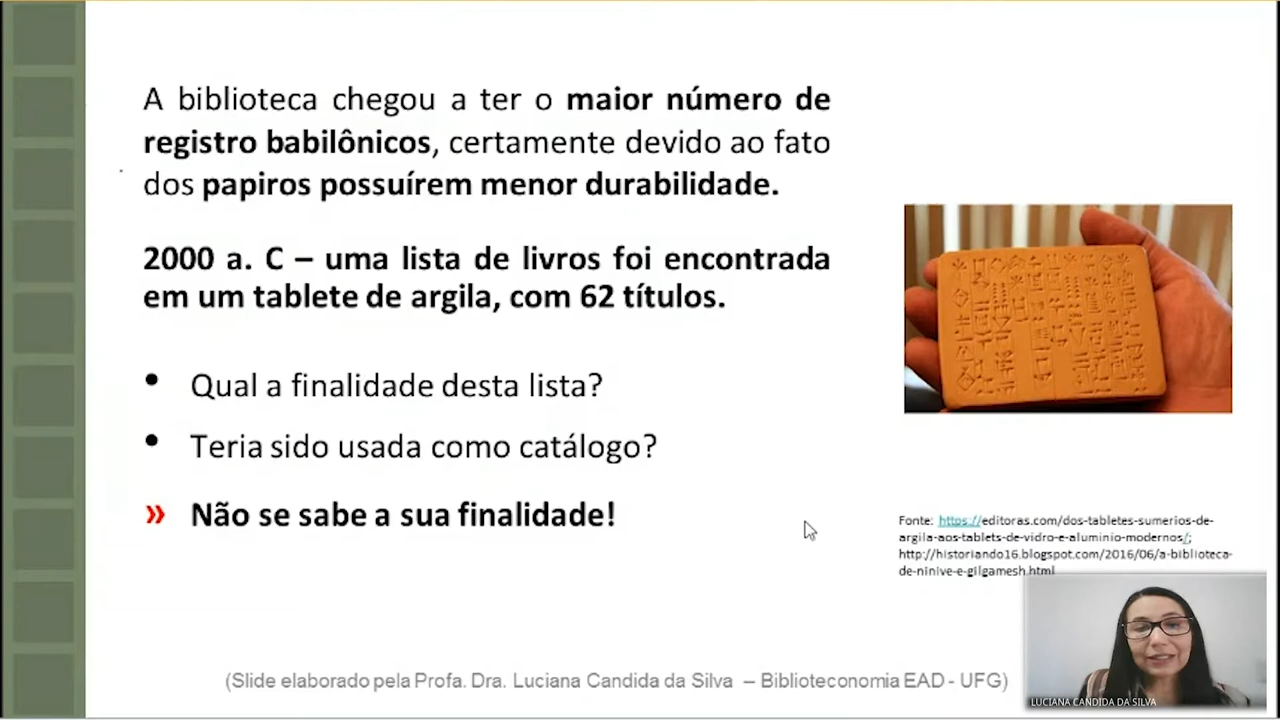 A biblioteca chegou a ter o maior número de
registro babilônicos, certamente devido ao fato
dos papiros possuírem menor durabilidade.
2000 a. C – uma lista de livros foi encontrada
em um tablete de argila, com 62 títulos.
• Qual a finalidade desta lista?
• Teria sido usada como catálogo?
» Não se sabe a sua finalidade!
Fonte: https://editoras.com/dos-tabletes-sumerios-de-
argila-aos-tablets-de-vidro-e-aluminio-modernos/;
http://historiando16.blogspot.com/2016/06/a-biblioteca-
de-ninive-e-gilgamesh.html
(Slide elaborado pela Profa. Dra. Luciana Candida da Silva – Biblioteconomia EAD - UFG)
LUCIANA CANDIDA DA SILVA